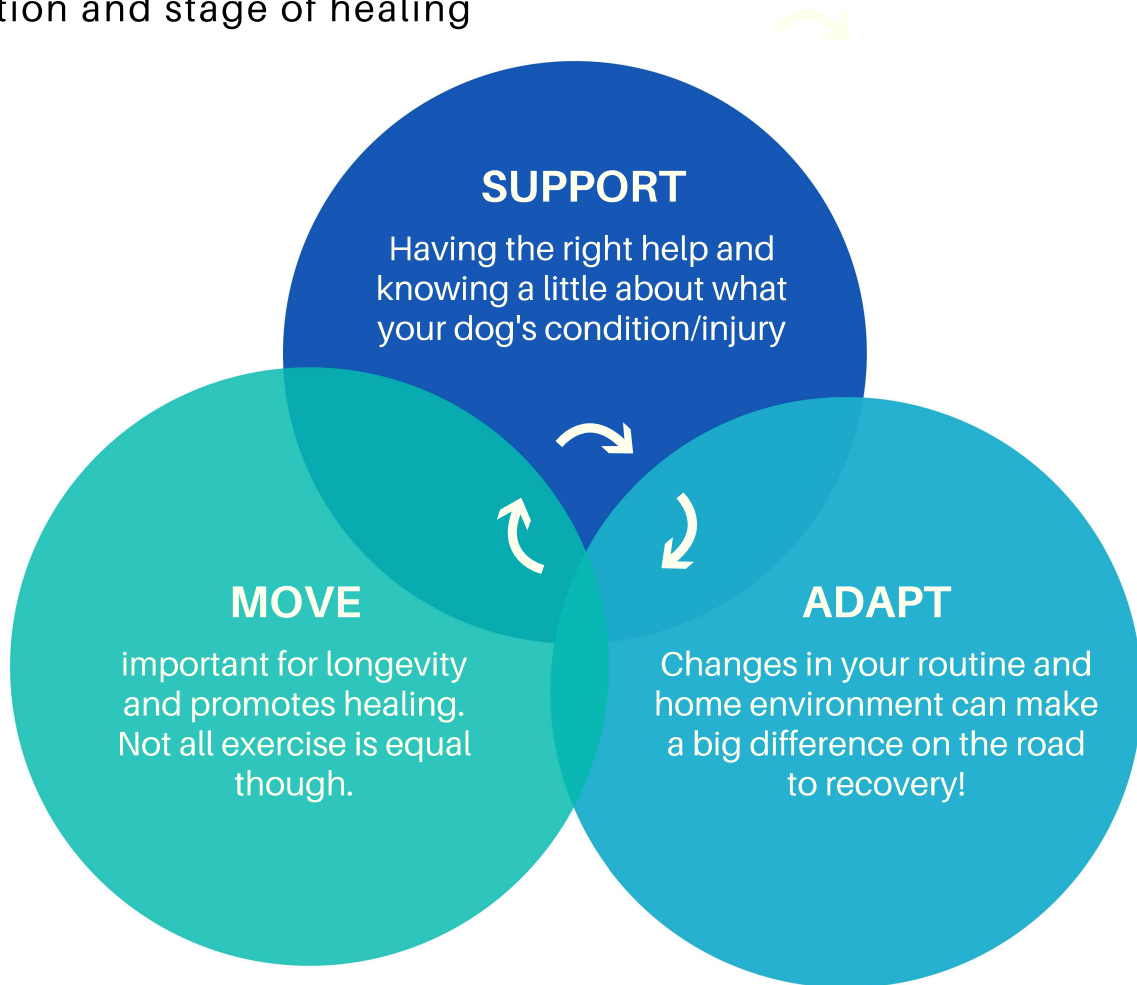 tion and stage of healing
SUPPORT
Having the right help and
knowing a little about what
your dog's condition/injury
MOVE
important for longevity
and promotes healing.
Not all exercise is equal
though.
ADAPT
Changes in your routine and
home environment can make
a big difference on the road
to recovery!